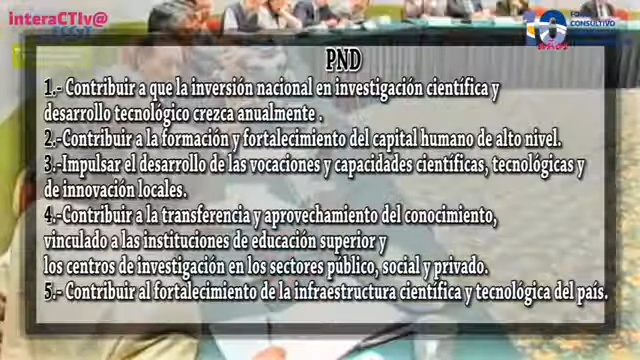 interaCTIv@
FCCyT
10
años
CONSULTIVO
PND
1.- Contribuir a que la inversión nacional en investigación científica y
desarrollo tecnológico crezca anualmente .
2.- Contribuir a la formación y fortalecimiento del capital humano de alto nivel.
3.-Impulsar el desarrollo de las vocaciones y capacidades científicas, tecnológicas y
de innovación locales.
4.-Contribuir a la transferencia y aprovechamiento del conocimiento,
vinculado a las instituciones de educación superior y
los centros de investigación en los sectores público, social y privado.
5.- Contribuir al fortalecimiento de la infraestructura científica y tecnológica del país.